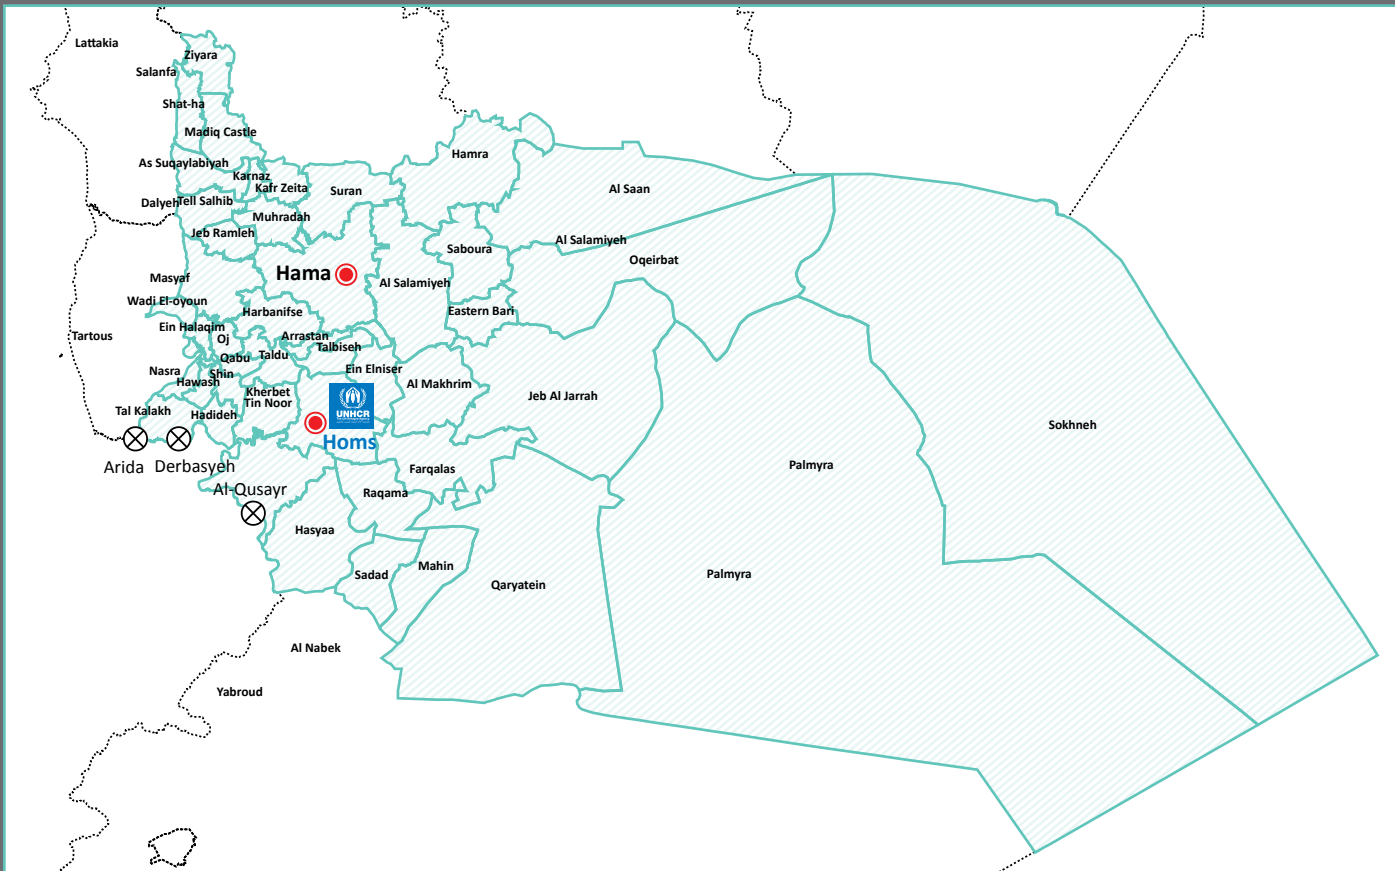 Lattakia
Ziyara
Salanfa
Shat-ha
Madiq Castle
Hamra
As Suqaylabiyah
Karnaz
Kafr Zeita
Suran
Al Saan
Dalyeh
Tell Salhib
Muhradah
Jeb Ramleh
Al Salamiyeh
Saboura
Oqeirbat
Hama
Masyaf
Al Salamiyeh
Wadi El-oyoun
Harbanifse
Eastern Bari
Ein Halaqim
Tartous
Oj
Arrastan
Talbiseh
Qabu
Taldu
Nasra
Shin
Ein Elniser
Hawash
Al Makhrim
Kherbet
Tin Noor
Jeb Al Jarrah
UNHCR
Tal Kalakh
Hadideh
Homs
Sokhneh
Arida
Derbasyeh
Farqalas
Palmyra
Al-Qusayr
Raqama
Hasyaa
Mahin
Sadad
Palmyra
Qaryatein
Al Nabek
Yabroud